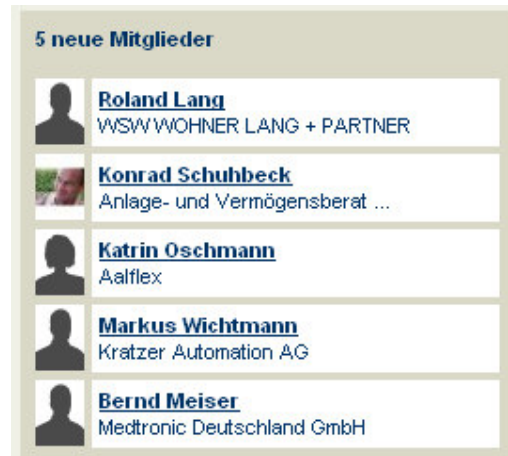 5 neue Mitglieder
Roland Lang
WSW WOHNER LANG + PARTNER
Konrad Schuhbeck
Anlage- und Vermögensberat ...
Katrin Oschmann
Aalflex
Markus Wichtmann
Kratzer Automation AG
Bernd Meiser
Medtronic Deutschland GmbH